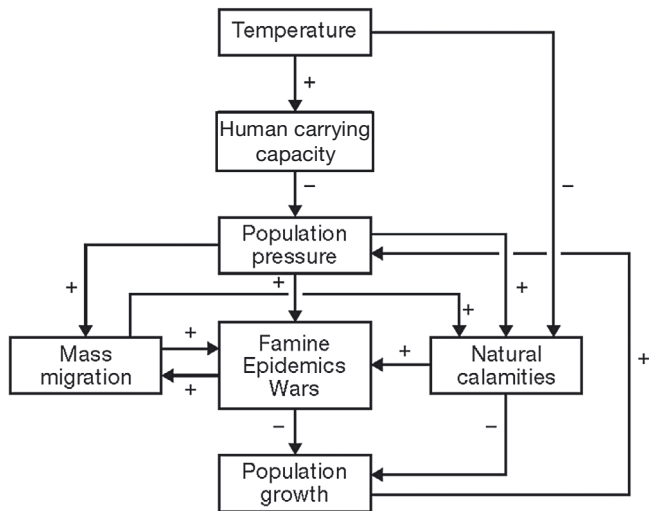 Temperature
+
Human carrying
capacity
–
–
Population
pressure
+
+
+
+
+
Mass
migration
+
Famine
Epidemics
Wars
+
Natural
calamities
+
–
–
Population
growth